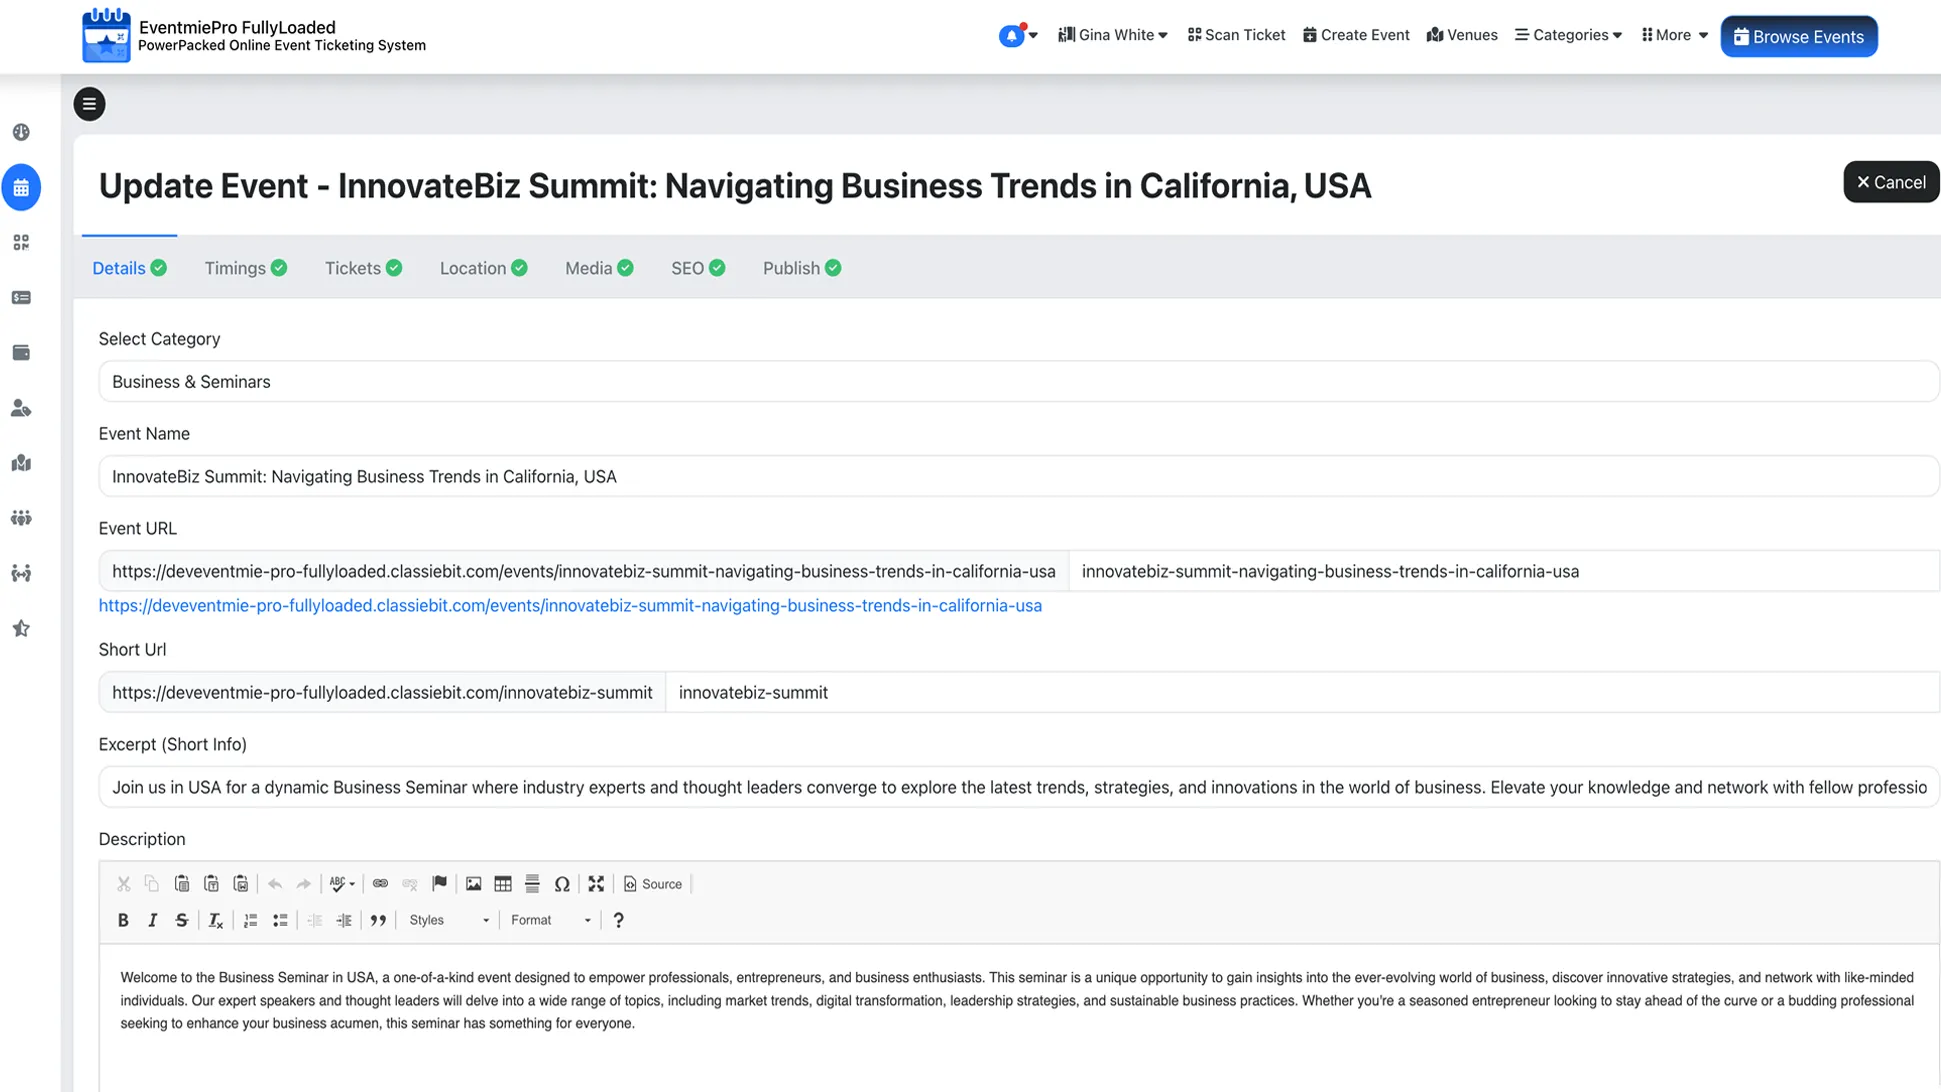 EventmiePro FullyLoaded
PowerPacked Online Event Ticketing System
Gina White
Scan Ticket
Create Event
Venues
Categories
More
Browse Events
Update Event - InnovateBiz Summit: Navigating Business Trends in California, USA
Cancel
Details
Timings
Tickets
Location
Media
SEO
Publish
Select Category
Business & Seminars
Event Name
InnovateBiz Summit: Navigating Business Trends in California, USA
Event URL
https://deveventmie-pro-fullyloaded.classiebit.com/events/innovatebiz-summit-navigating-business-trends-in-california-usa
innovatebiz-summit-navigating-business-trends-in-california-usa
https://deveventmie-pro-fullyloaded.classiebit.com/events/innovatebiz-summit-navigating-business-trends-in-california-usa
Short Url
https://deveventmie-pro-fullyloaded.classiebit.com/innovatebiz-summit
innovatebiz-summit
Excerpt (Short Info)
Join us in USA for a dynamic Business Seminar where industry experts and thought leaders converge to explore the latest trends, strategies, and innovations in the world of business. Elevate your knowledge and network with fellow professio
Description
ABC
Source
Styles
Format
Welcome to the Business Seminar in USA, a one-of-a-kind event designed to empower professionals, entrepreneurs, and business enthusiasts. This seminar is a unique opportunity to gain insights into the ever-evolving world of business, discover innovative strategies, and network with like-minded
individuals. Our expert speakers and thought leaders will delve into a wide range of topics, including market trends, digital transformation, leadership strategies, and sustainable business practices. Whether you're a seasoned entrepreneur looking to stay ahead of the curve or a budding professional
seeking to enhance your business acumen, this seminar has something for everyone.